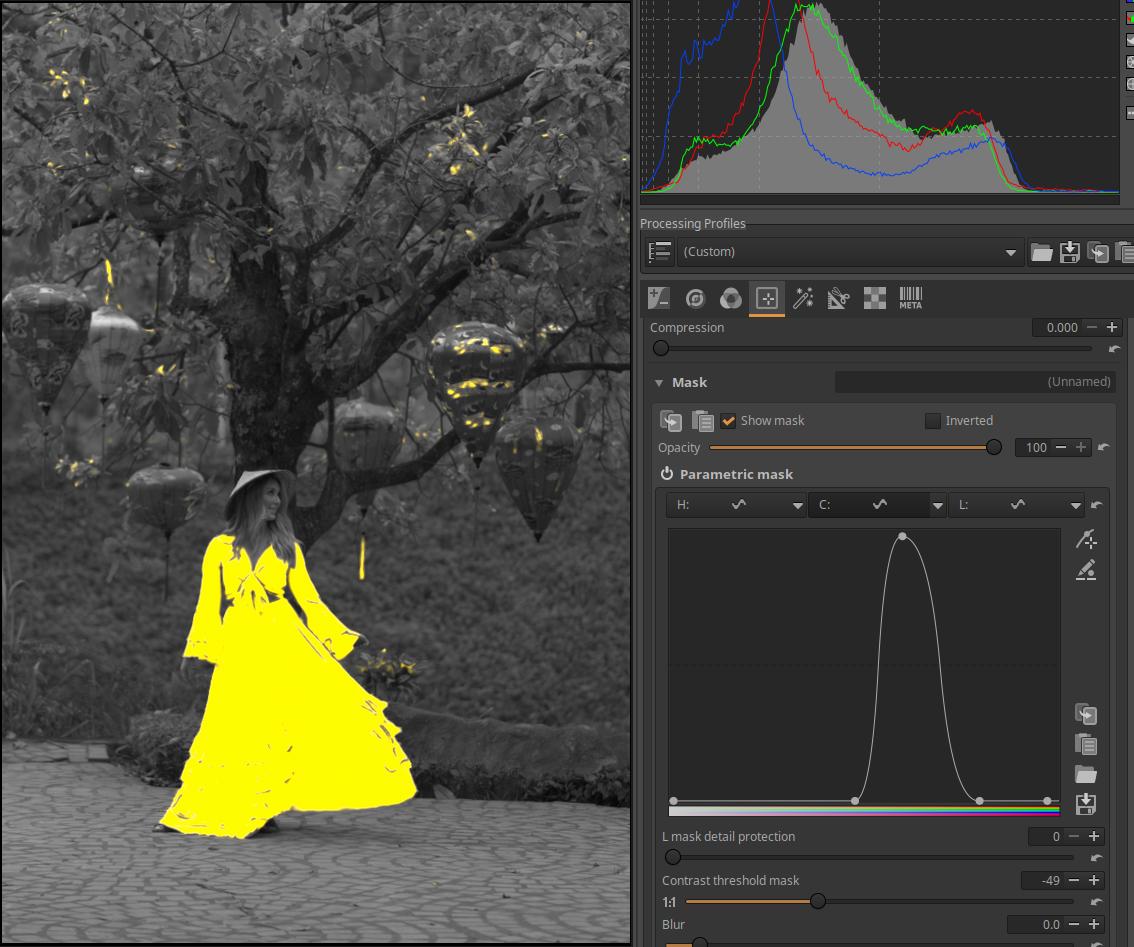 Processing Profiles
(Custom)
META
Compression
0.000
Mask
(Unnamed)
Show mask
Inverted
Opacity
100
Parametric mask
H:
C:
L:
L mask detail protection
0
Contrast threshold mask
-49
1:1
Blur
0.0